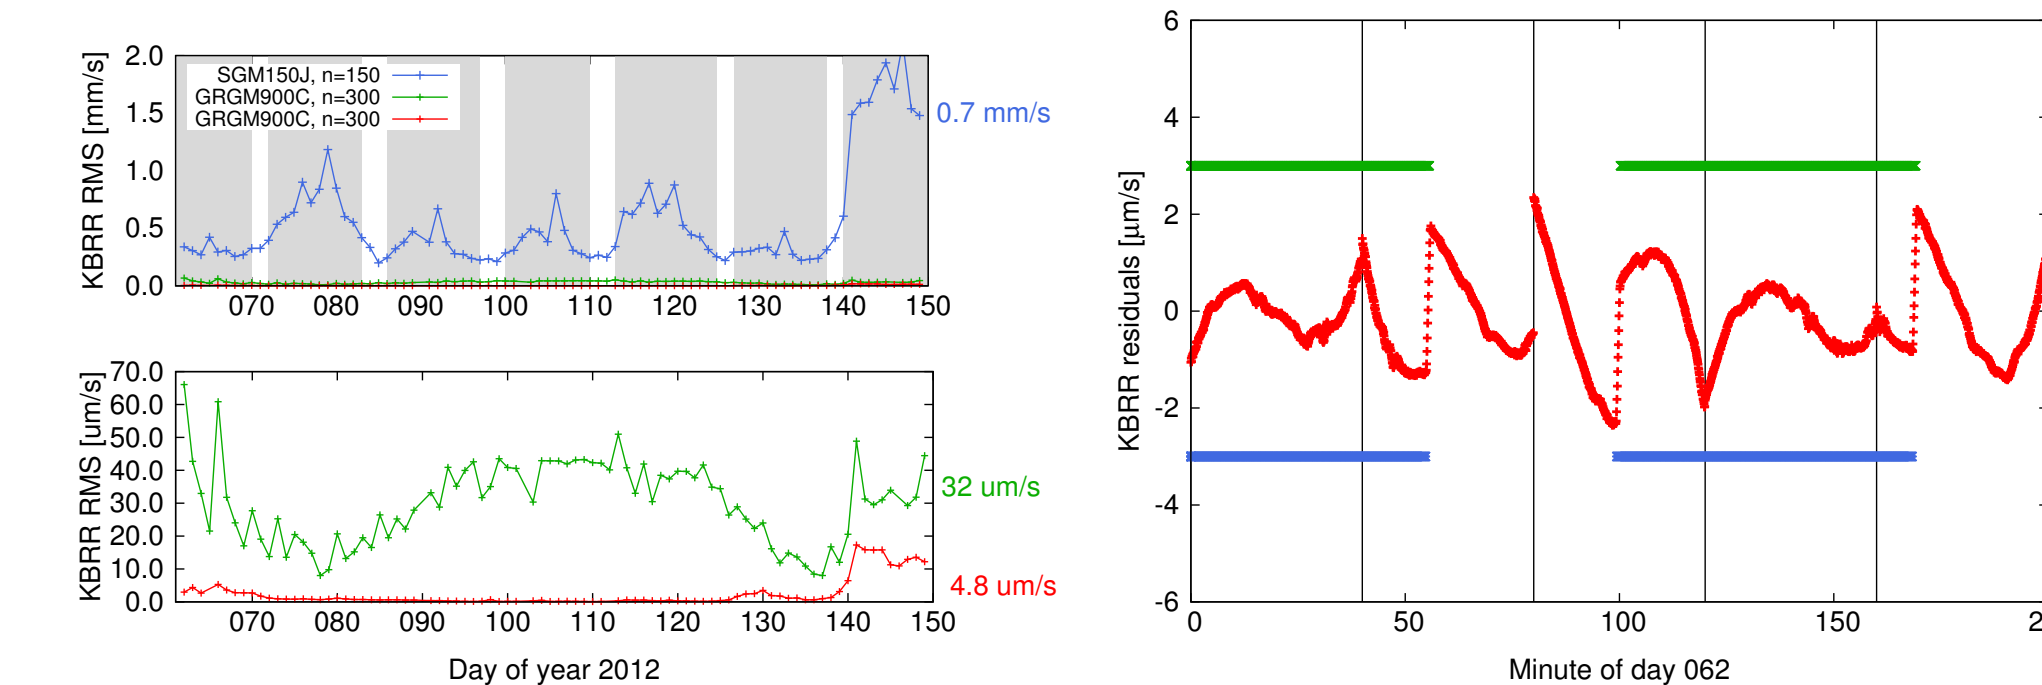 KBRR RMS [mm/s]
2.0
1.5
1.0
0.5
0.0
SGM150J, n=150
GRGM900C, n=300
GRGM900C, n=300
0.7 mm/s
070 080 090 100 110 120 130 140 150
KBRR RMS [um/s]
70.0
60.0
50.0
40.0
30.0
20.0
10.0
0.0
32 um/s
4.8 um/s
070 080 090 100 110 120 130 140 150
Day of year 2012
KBRR residuals [µm/s]
6
4
2
0
-2
-4
-6
0 50 100 150 2
Minute of day 062